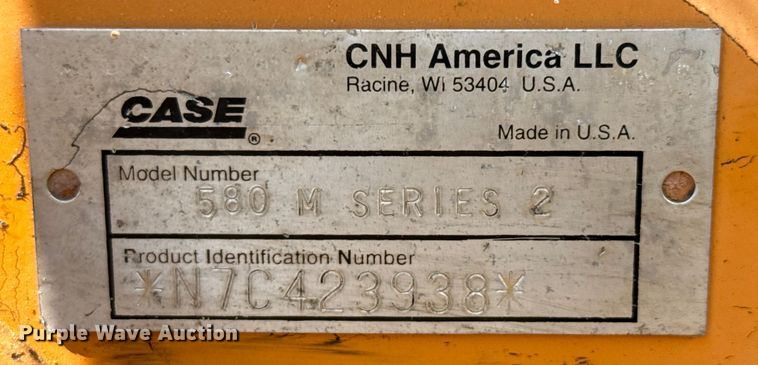 CNH America LLC
Racine, WI 53404 U.S.A.
CASE®
Made in U.S.A.
Model Number
580 M SERIES 2
Product Identification Number
*N7C423938*
Purple Wave Auction